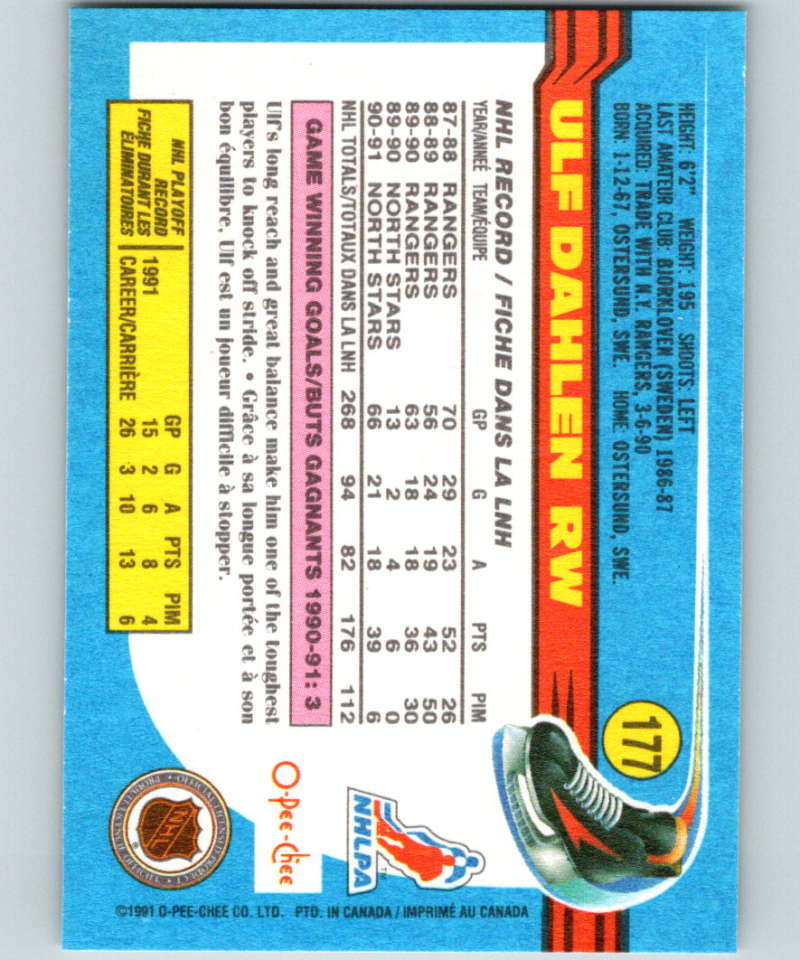 HEIGHT: 6'2" WEIGHT: 195 SHOOTS: LEFT
LAST AMATEUR CLUB: BJORKLOVEN (SWEDEN) 1986-87
ACQUIRED: TRADE WITH N.Y. RANGERS, 3-6-90
BORN: 1-12-67, OSTERSUND, SWE. HOME: OSTERSUND, SWE.
177
ULF DAHLEN RW
NHL RECORD / FICHE DANS LA LNH
YEAR/ANNÉE TEAM/ÉQUIPE GP G A PTS PIM
87-88 RANGERS 70 29 23 52 26
88-89 RANGERS 56 24 19 43 50
89-90 RANGERS 63 18 18 36 30
89-90 NORTH STARS 13 2 4 6 0
90-91 NORTH STARS 66 21 18 39 6
NHL TOTALS/TOTAUX DANS LA LNH 268 94 82 176 112
GAME WINNING GOALS/BUTS GAGNANTS 1990-91: 3
Ulf's long reach and great balance make him one of the toughest
players to knock off stride. • Grâce à sa longue portée et à son
bon équilibre, Ulf est un joueur difficile à stopper.
NHL PLAYOFF
RECORD
FICHE DURANT LES
ÉLIMINATOIRES
GP G A PTS PIM
1991 15 2 6 8 4
CAREER/CARRIÈRE 26 3 10 13 6
NHLPA
TM
O-Pee-Chee
NHL
©1991 O-PEE-CHEE CO. LTD. PTD. IN CANADA / IMPRIMÉ AU CANADA